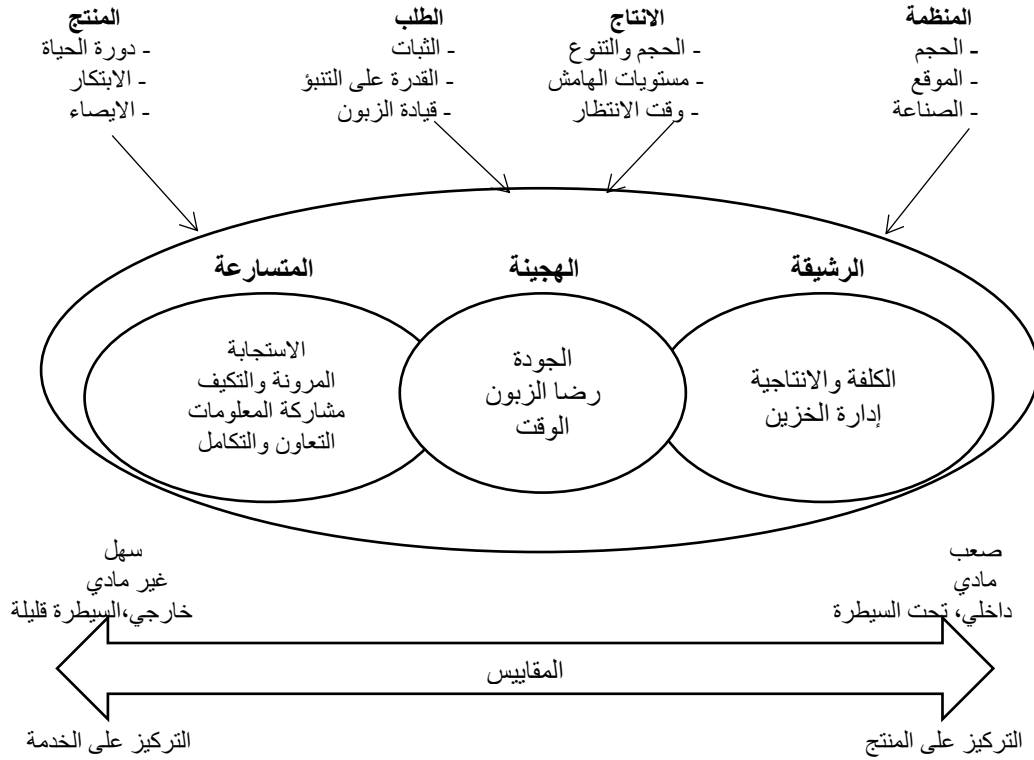 المنظمة
- الحجم
- الموقع
- الصناعة
الانتاج
- الحجم والتنوع
- مستويات الهامش
- وقت الانتظار
الطلب
- الثبات
- القدرة على التنبؤ
- قيادة الزبون
المنتج
- دورة الحياة
- الابتكار
- الايصاء
الرشيقة
الكلفة والانتاجية
إدارة الخزين
الهجينة
الجودة
رضا الزبون
الوقت
المتسارعة
الاستجابة
المرونة والتكيف
مشاركة المعلومات
التعاون والتكامل
صعب
مادي
داخلي، تحت السيطرة
سهل
غير مادي
خارجي،السيطرة قليلة
المقاييس
التركيز على المنتج
التركيز على الخدمة